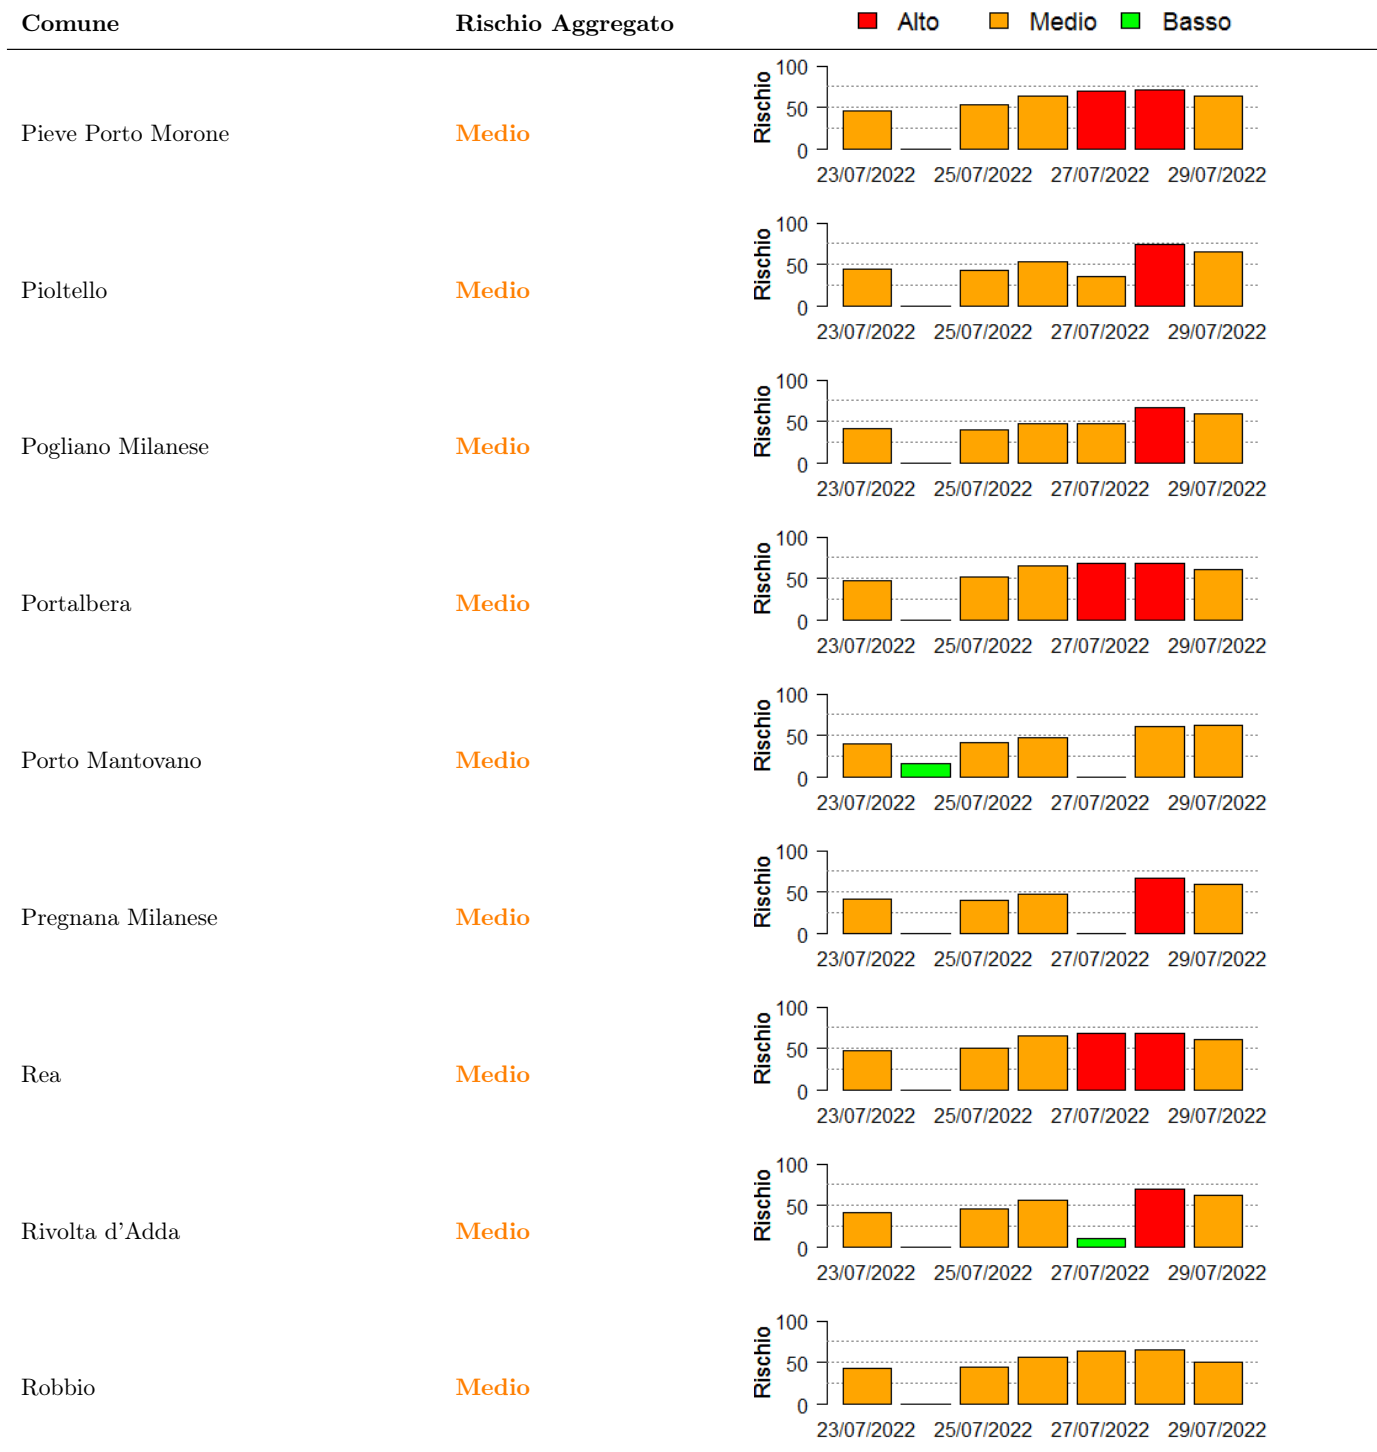 Comune Rischio Aggregato Alto Medio Basso
Pieve Porto Morone Medio Rischio 100 50 0
23/07/2022 25/07/2022 27/07/2022 29/07/2022
Pioltello Medio Rischio 100 50 0
23/07/2022 25/07/2022 27/07/2022 29/07/2022
Pogliano Milanese Medio Rischio 100 50 0
23/07/2022 25/07/2022 27/07/2022 29/07/2022
Portalbera Medio Rischio 100 50 0
23/07/2022 25/07/2022 27/07/2022 29/07/2022
Porto Mantovano Medio Rischio 100 50 0
23/07/2022 25/07/2022 27/07/2022 29/07/2022
Pregnana Milanese Medio Rischio 100 50 0
23/07/2022 25/07/2022 27/07/2022 29/07/2022
Rea Medio Rischio 100 50 0
23/07/2022 25/07/2022 27/07/2022 29/07/2022
Rivolta d'Adda Medio Rischio 100 50 0
23/07/2022 25/07/2022 27/07/2022 29/07/2022
Robbio Medio Rischio 100 50 0
23/07/2022 25/07/2022 27/07/2022 29/07/2022